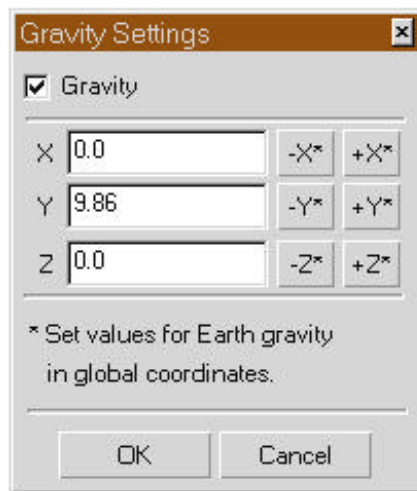 Gravity Settings
Gravity
X 0.0 -X* +X*
Y 9.86 -Y* +Y*
Z 0.0 -Z* +Z*
* Set values for Earth gravity
in global coordinates.
OK Cancel